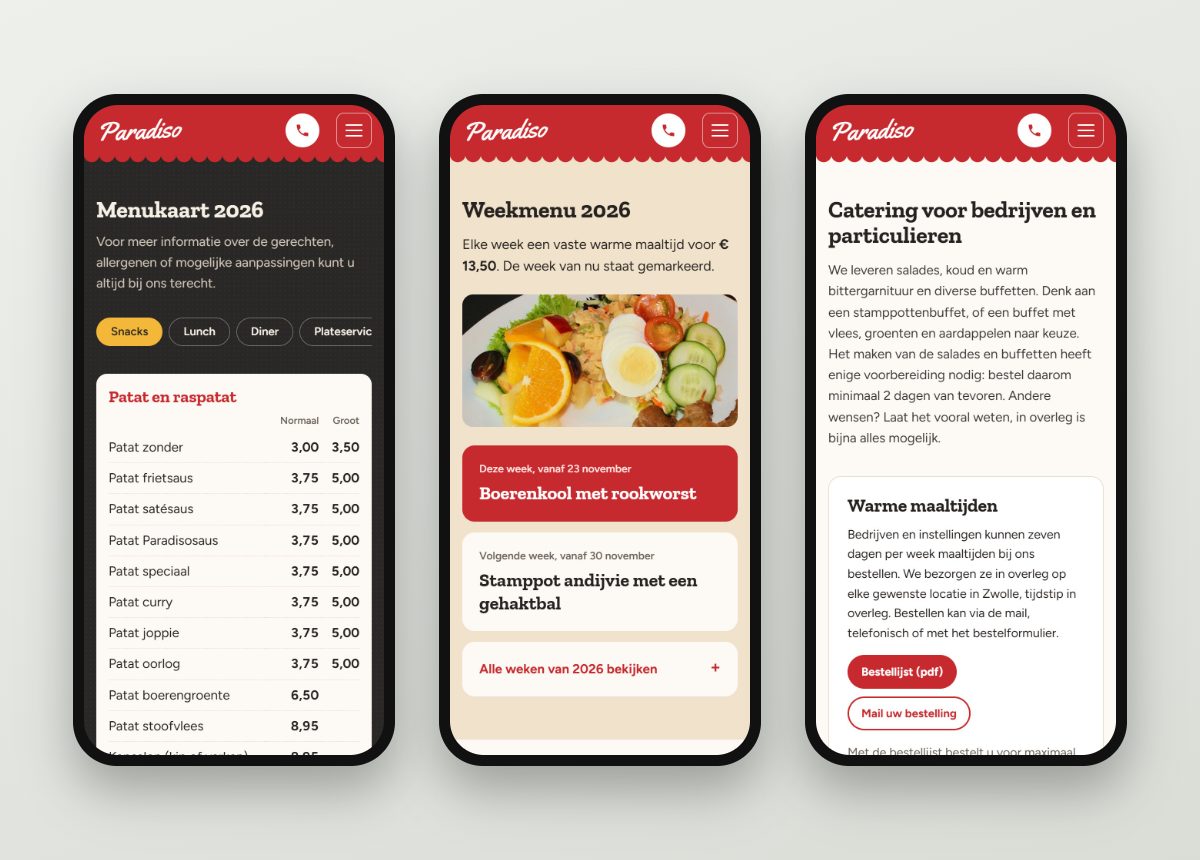 Paradiso
Menukaart 2026
Voor meer informatie over de gerechten,
allergenen of mogelijke aanpassingen kunt u
altijd bij ons terecht.
Snacks
Lunch
Diner
Plateservic
Patat en raspatat
Normaal Groot
Patat zonder 3,00 3,50
Patat frietsaus 3,75 5,00
Patat satésaus 3,75 5,00
Patat Paradisosaus 3,75 5,00
Patat speciaal 3,75 5,00
Patat curry 3,75 5,00
Patat joppie 3,75 5,00
Patat oorlog 3,75 5,00
Patat boerengroente 6,50
Patat stoofvlees 8,95
Paradiso
Weekmenu 2026
Elke week een vaste warme maaltijd voor €
13,50. De week van nu staat gemarkeerd.
Deze week, vanaf 23 november
Boerenkool met rookworst
Volgende week, vanaf 30 november
Stamppot andijvie met een
gehaktbal
Alle weken van 2026 bekijken +
Paradiso
Catering voor bedrijven en
particulieren
We leveren salades, koud en warm
bittergarnituur en diverse buffetten. Denk aan
een stamppottenbuffet, of een buffet met
vlees, groenten en aardappelen naar keuze.
Het maken van de salades en buffetten heeft
enige voorbereiding nodig: bestel daarom
minimaal 2 dagen van tevoren. Andere
wensen? Laat het vooral weten, in overleg is
bijna alles mogelijk.
Warme maaltijden
Bedrijven en instellingen kunnen zeven
dagen per week maaltijden bij ons
bestellen. We bezorgen ze in overleg op
elke gewenste locatie in Zwolle, tijdstip in
overleg. Bestellen kan via de mail,
telefonisch of met het bestelformulier.
Bestellijst (pdf)
Mail uw bestelling
Met de bestellijst bestelt u voor maximaal